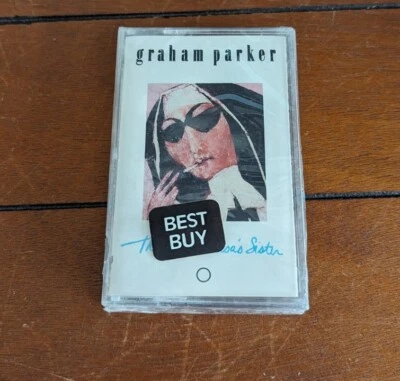 graham parker
BEST
BUY
Sister